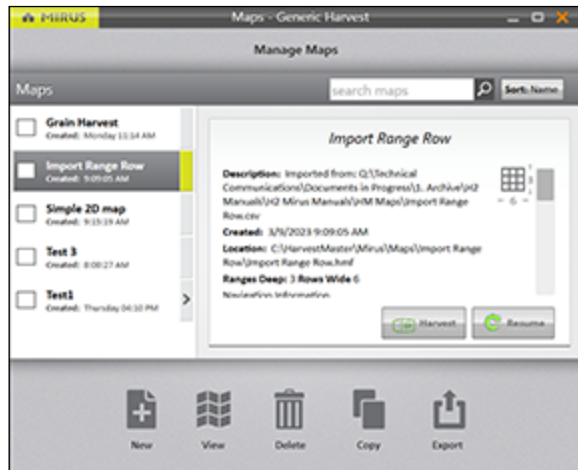 MIRUS
Maps - Generic Harvest
Manage Maps
Maps
search maps
Sort: Name
Grain Harvest
Created: Monday 11:14 AM
Import Range Row
Created: 9:09:05 AM
Simple 2D map
Created: 9:15:19 AM
Test 3
Created: 8:00:27 AM
Test1
Created: Thursday 04:10 PM
Import Range Row
Description: Imported from: Q:\Technical
Communications\Documents in Progress\1. Archive\H2
Manuals\H2 Mirus Manuals\HM Maps\Import Range
Row.csv
Created: 3/9/2023 9:09:05 AM
Location: C:\HarvestMaster\Mirus\Maps\Import Range
Row\Import Range Row.hmf
Ranges Deep: 3 Rows Wide 6
Navigation Information
3
- 6 -
Harvest
Resume
New
View
Delete
Copy
Export